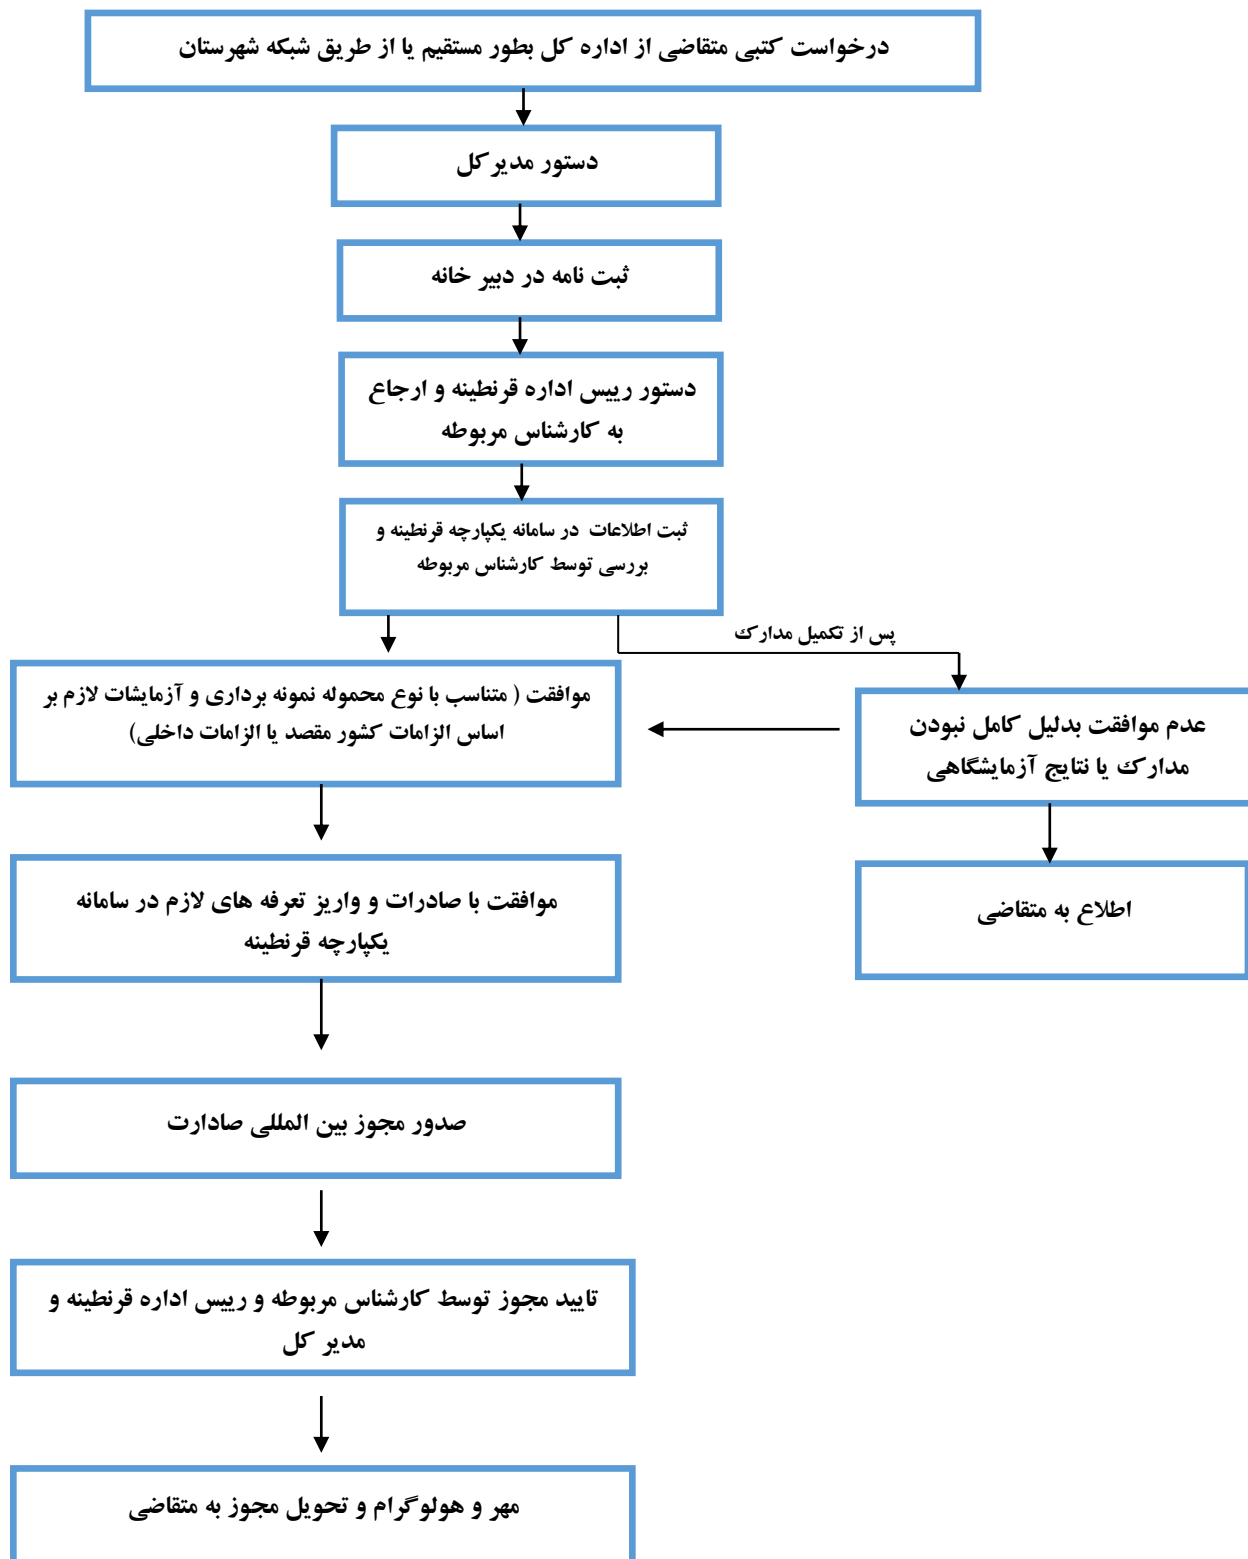 درخواست کتبی متقاضی از اداره کل بطور مستقیم یا از طریق شبکه شهرستان
دستور مدیرکل
ثبت نامه در دبیر خانه
دستور رییس اداره قرنطینه و ارجاع
به کارشناس مربوطه
ثبت اطلاعات در سامانه یکپارچه قرنطینه و
بررسی توسط کارشناس مربوطه
پس از تکمیل مدارک
موافقت ( متناسب با نوع محموله نمونه برداری و آزمایشات لازم بر
اساس الزامات کشور مقصد یا الزامات داخلی)
عدم موافقت بدلیل کامل نبودن
مدارک یا نتایج آزمایشگاهی
موافقت با صادرات و واریز تعرفه های لازم در سامانه
یکپارچه قرنطینه
اطلاع به متقاضی
صدور مجوز بین المللی صادارت
تایید مجوز توسط کارشناس مربوطه و رییس اداره قرنطینه و
مدیر کل
مهر و هولوگرام و تحویل مجوز به متقاضی